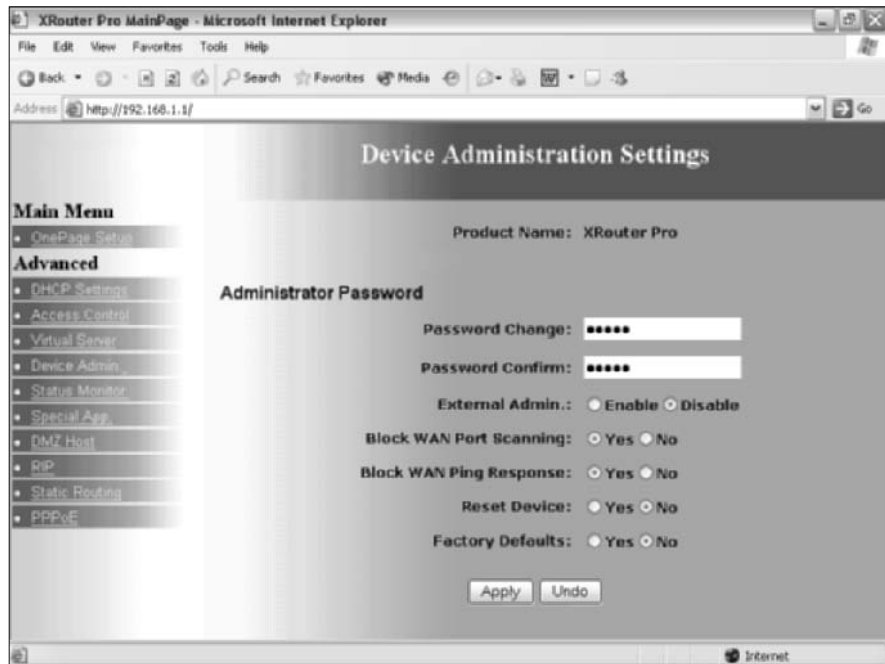 XRouter Pro MainPage - Microsoft Internet Explorer
File Edit View Favorites Tools Help
Back Search Favorites Media
Address http://192.168.1.1/ Go
Device Administration Settings
Main Menu
OnePage Setup
Advanced
DHCP Settings
Access Control
Virtual Server
Device Admin
Status Monitor
Special App.
DMZ Host
RIP
Static Routing
PPPoE
Product Name: XRouter Pro
Administrator Password
Password Change: •••••
Password Confirm: •••••
External Admin.: Enable Disable
Block WAN Port Scanning: Yes No
Block WAN Ping Response: Yes No
Reset Device: Yes No
Factory Defaults: Yes No
Apply Undo
Internet